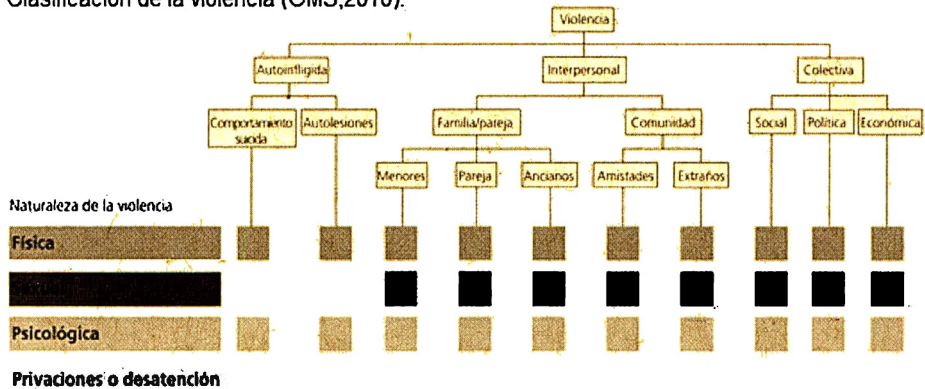 Clasificación de la violencia (OMS,2010).
Violencia
Autoinfligida
Interpersonal
Colectiva
Comportamiento
suicida
Autolesiones
Familia/pareja
Comunidad
Social
Política
Económica
Menores
Pareja
Ancianos
Amistades
Extraños
Naturaleza de la violencia
Física
Psicológica
Privaciones o desatención